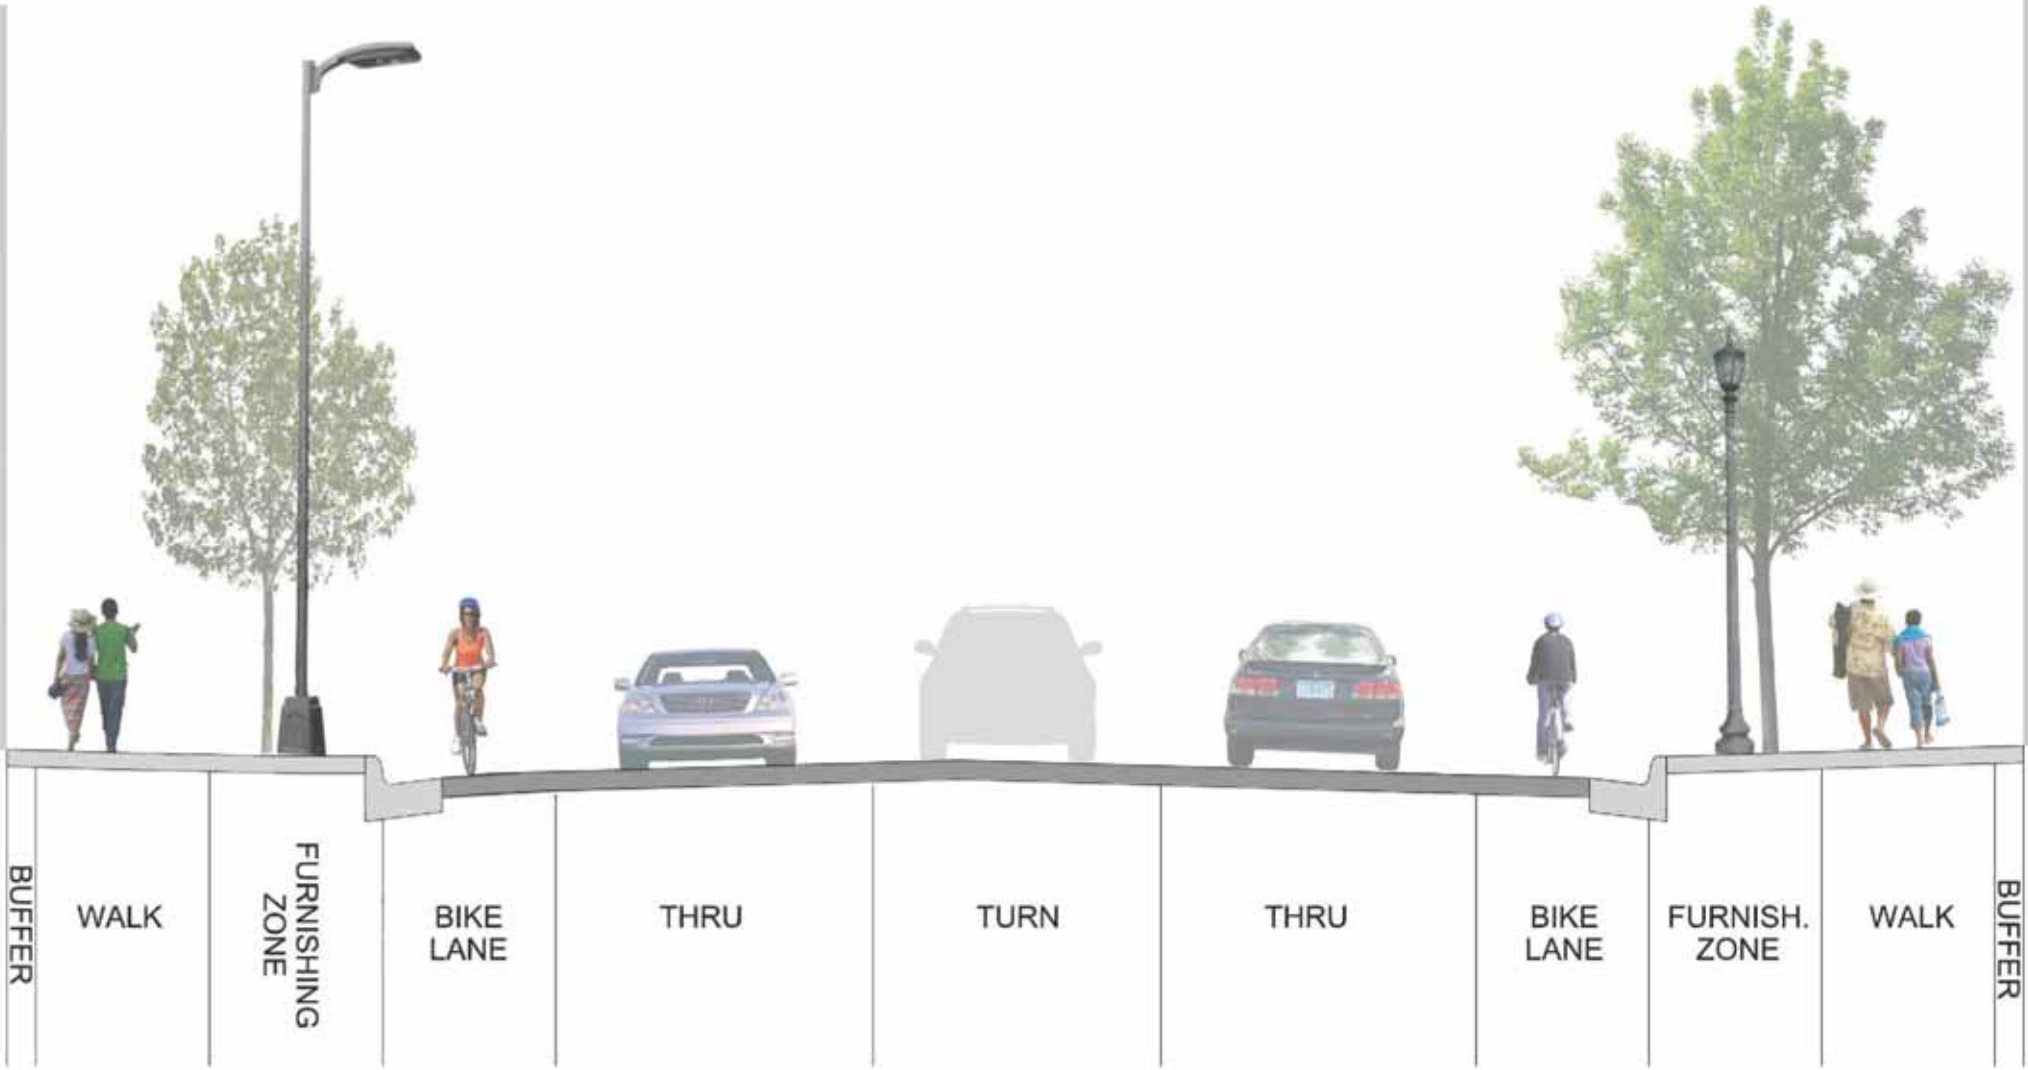 BUFFER
WALK
FURNISHING
ZONE
BIKE
LANE
THRU
TURN
THRU
BIKE
LANE
FURNISH.
ZONE
WALK
BUFFER